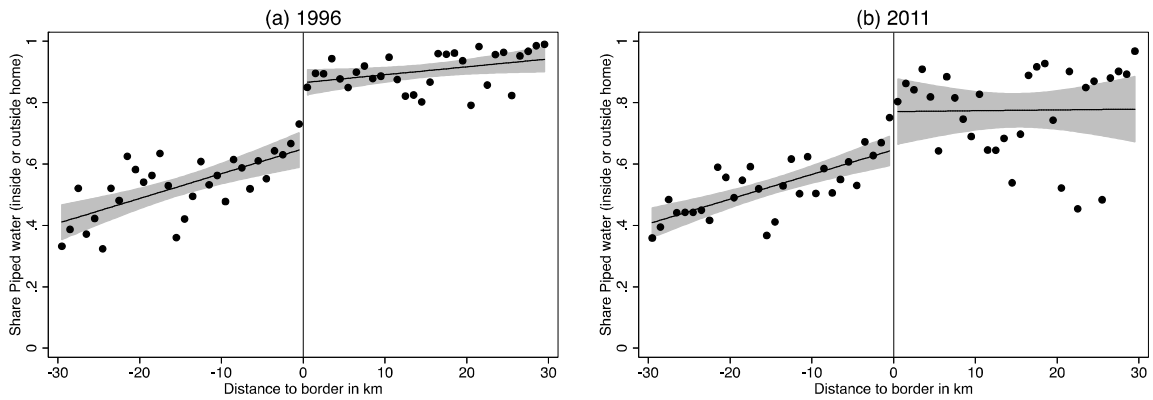 (a) 1996
Share Piped water (inside or outside home)
1
.8
.6
.4
.2
0
-30 -20 -10 0 10 20 30
Distance to border in km
(b) 2011
Share Piped water (inside or outside home)
1
.8
.6
.4
.2
0
-30 -20 -10 0 10 20 30
Distance to border in km